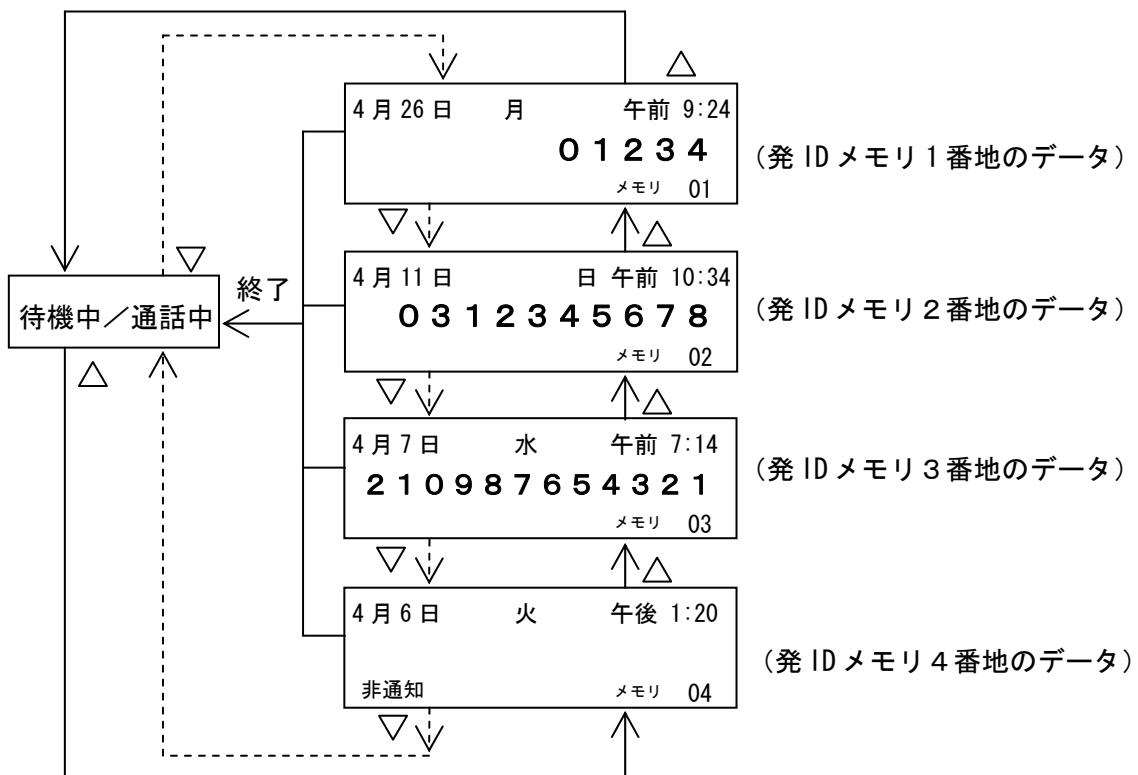 △
4月26日 月 午前 9:24
01234
メモリ 01
(発IDメモリ1番地のデータ)
▽
△
4月11日 日 午前 10:34
0312345678
メモリ 02
(発IDメモリ2番地のデータ)
▽
待機中/通話中
終了
△
▽
△
4月7日 水 午前 7:14
210987654321
メモリ 03
(発IDメモリ3番地のデータ)
▽
△
4月6日 火 午後 1:20
非通知 メモリ 04
(発IDメモリ4番地のデータ)
▽